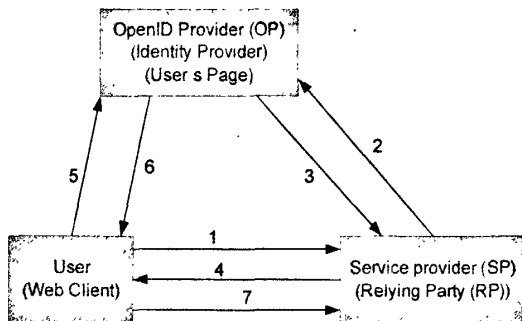 OpenID Provider (OP)
(Identity Provider)
(User s Page)
5
6
3
2
1
4
7
User
(Web Client)
Service provider (SP)
(Relying Party (RP))